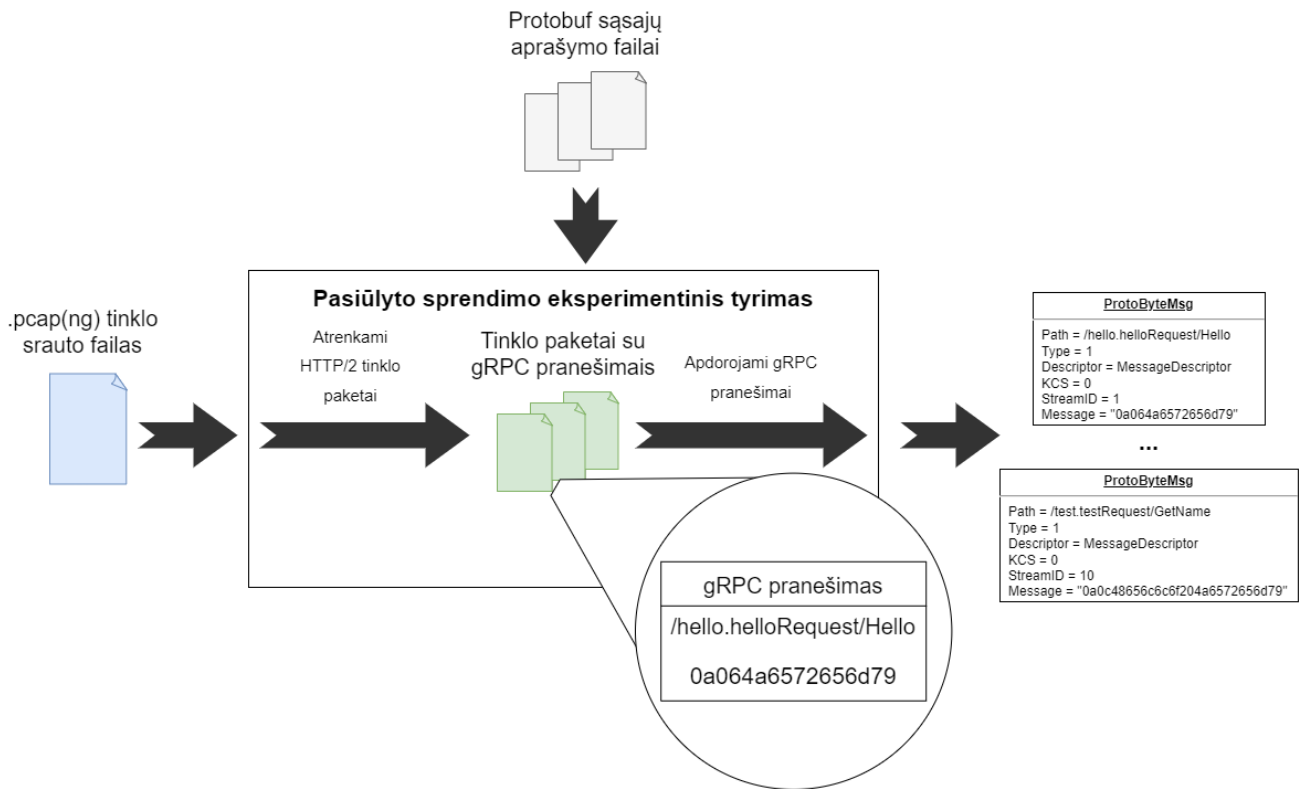 Protobuf sąsajų
aprašymo failai
.pcap(ng) tinklo
srauto failas
Pasiūlyto sprendimo eksperimentinis tyrimas
Atrenkami
HTTP/2 tinklo
paketai
Tinklo paketai su
gRPC pranešimais
Apdorojami gRPC
pranešimai
gRPC pranešimas
/hello.helloRequest/Hello
0a064a6572656d79
ProtoByteMsg
Path = /hello.helloRequest/Hello
Type = 1
Descriptor = MessageDescriptor
KCS = 0
StreamID = 1
Message = "0a064a6572656d79"
...
ProtoByteMsg
Path = /test.testRequest/GetName
Type = 1
Descriptor = MessageDescriptor
KCS = 0
StreamID = 10
Message = "0a0c48656c6c6f204a6572656d79"